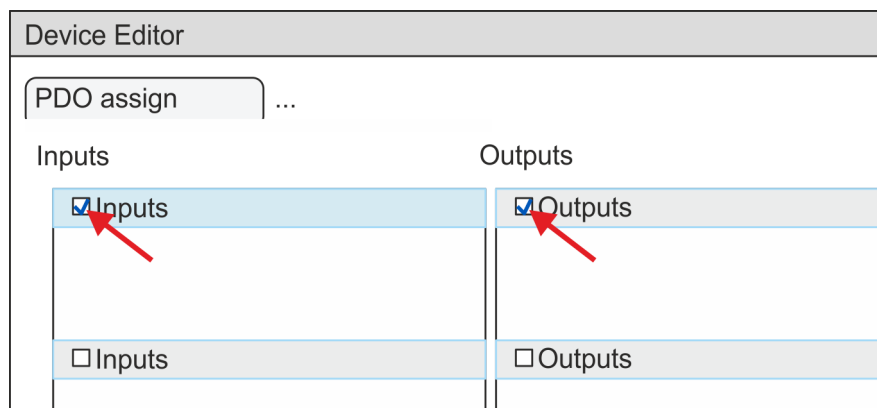 Device Editor
PDO assign ...
Inputs Outputs
Inputs Outputs
Inputs Outputs